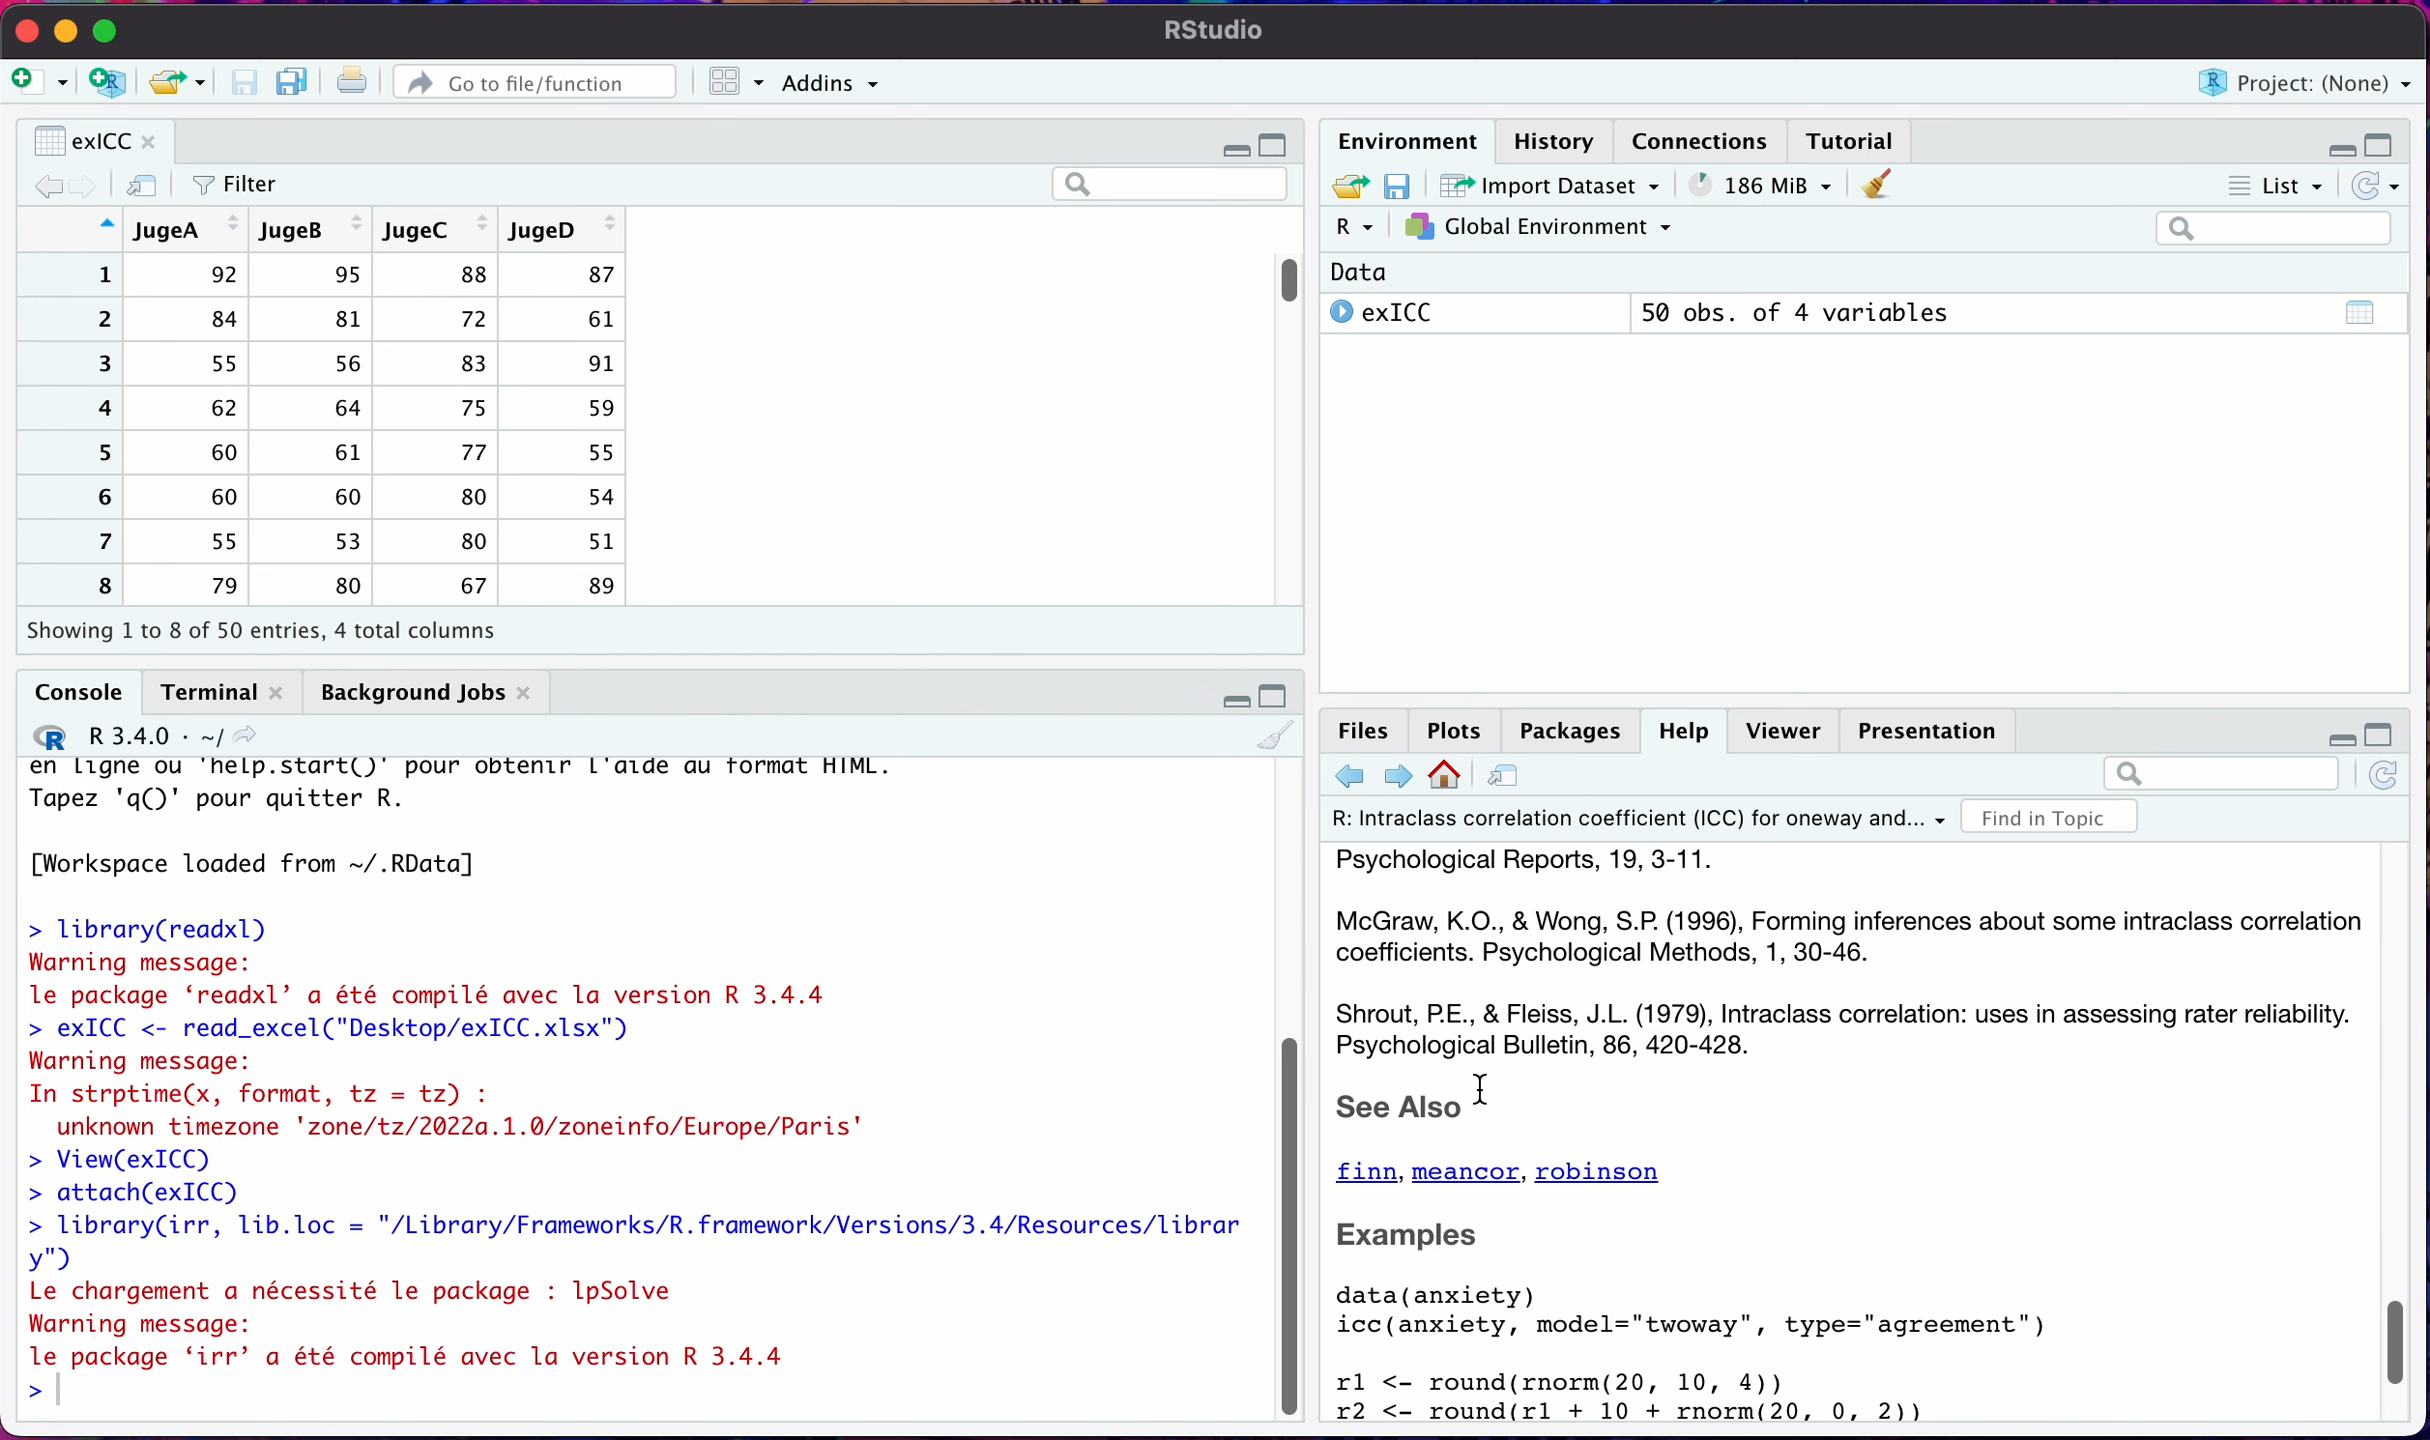 RStudio
Go to file/function
Addins
Project: (None)
exICC
Filter
JugeA JugeB JugeC JugeD
1 92 95 88 87
2 84 81 72 61
3 55 56 83 91
4 62 64 75 59
5 60 61 77 55
6 60 60 80 54
7 55 53 80 51
8 79 80 67 89
Showing 1 to 8 of 50 entries, 4 total columns
Console Terminal Background Jobs
R 3.4.0 · ~/
en ligne ou 'help.start()' pour obtenir l'aide au format HTML.
Tapez 'q()' pour quitter R.
[Workspace loaded from ~/.RData]
> library(readxl)
Warning message:
le package ‘readxl’ a été compilé avec la version R 3.4.4
> exICC <- read_excel("Desktop/exICC.xlsx")
Warning message:
In strptime(x, format, tz = tz) :
unknown timezone 'zone/tz/2022a.1.0/zoneinfo/Europe/Paris'
> View(exICC)
> attach(exICC)
> library(irr, lib.loc = "/Library/Frameworks/R.framework/Versions/3.4/Resources/librar
y")
Le chargement a nécessité le package : lpSolve
Warning message:
le package ‘irr’ a été compilé avec la version R 3.4.4
>
Environment History Connections Tutorial
Import Dataset 186 MiB List
R Global Environment
Data
exICC 50 obs. of 4 variables
Files Plots Packages Help Viewer Presentation
R: Intraclass correlation coefficient (ICC) for oneway and... Find in Topic
Psychological Reports, 19, 3-11.
McGraw, K.O., & Wong, S.P. (1996), Forming inferences about some intraclass correlation
coefficients. Psychological Methods, 1, 30-46.
Shrout, P.E., & Fleiss, J.L. (1979), Intraclass correlation: uses in assessing rater reliability.
Psychological Bulletin, 86, 420-428.
See Also
finn, meancor, robinson
Examples
data(anxiety)
icc(anxiety, model="twoway", type="agreement")
r1 <- round(rnorm(20, 10, 4))
r2 <- round(r1 + 10 + rnorm(20, 0, 2))